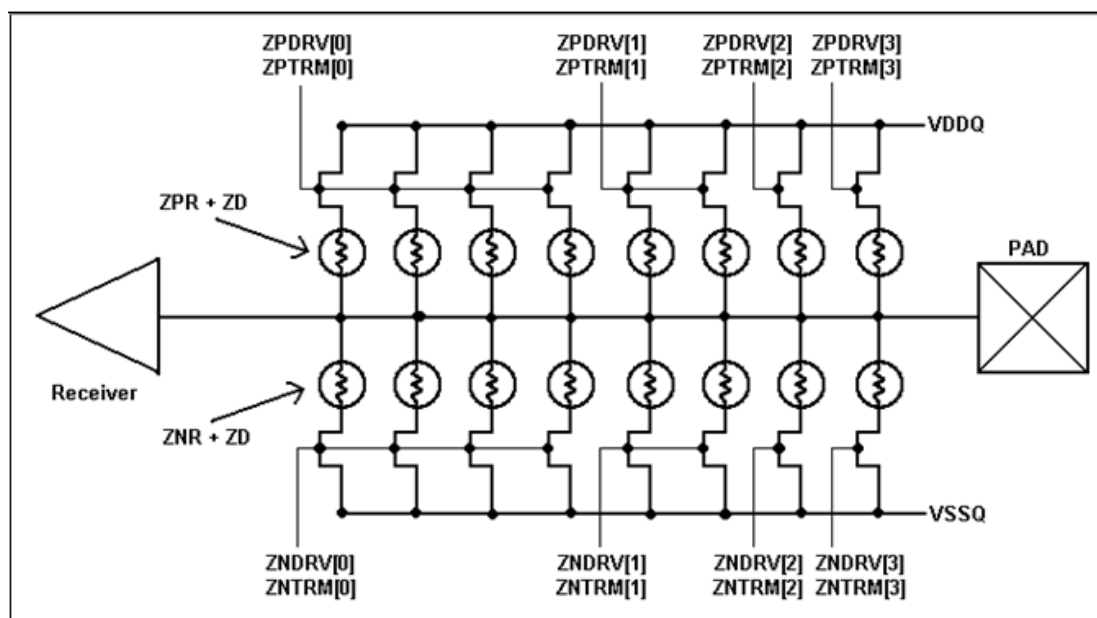 ZPDRV[0]
ZPTRM[0]
ZPDRV[1]
ZPTRM[1]
ZPDRV[2]
ZPTRM[2]
ZPDRV[3]
ZPTRM[3]
VDDQ
ZPR + ZD
PAD
Receiver
ZNR + ZD
VSSQ
ZNDRV[0]
ZNTRM[0]
ZNDRV[1]
ZNTRM[1]
ZNDRV[2]
ZNTRM[2]
ZNDRV[3]
ZNTRM[3]